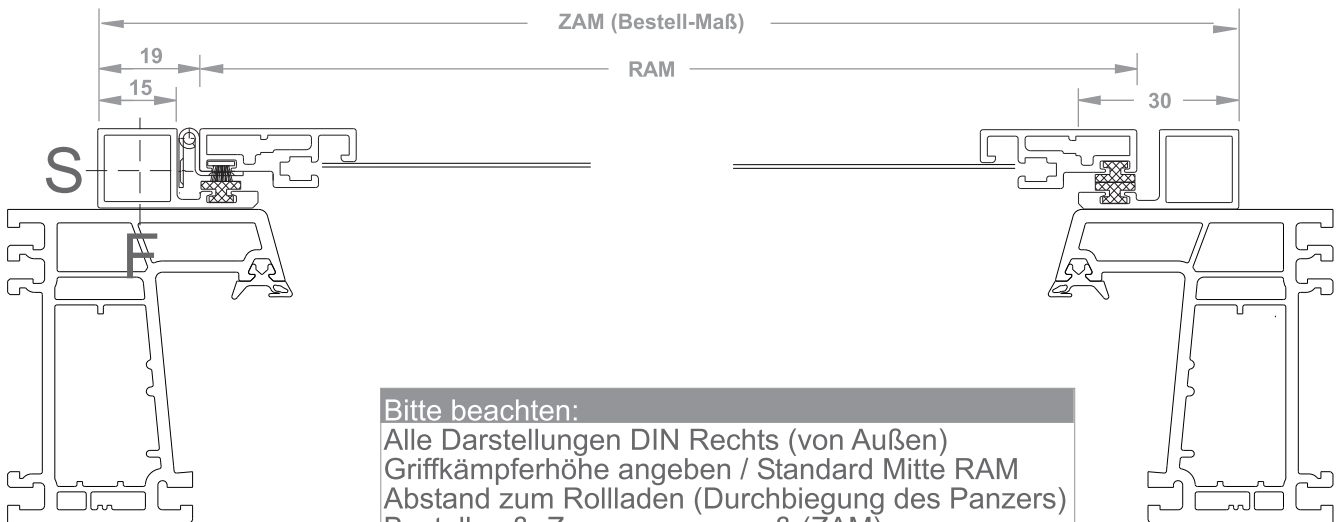 ZAM (Bestell-Maß)
19
RAM
15
30
S
F
Bitte beachten:
Alle Darstellungen DIN Rechts (von Außen)
Griffkämpferhöhe angeben / Standard Mitte RAM
Abstand zum Rollladen (Durchbiegung des Panzers)
(ZAM)